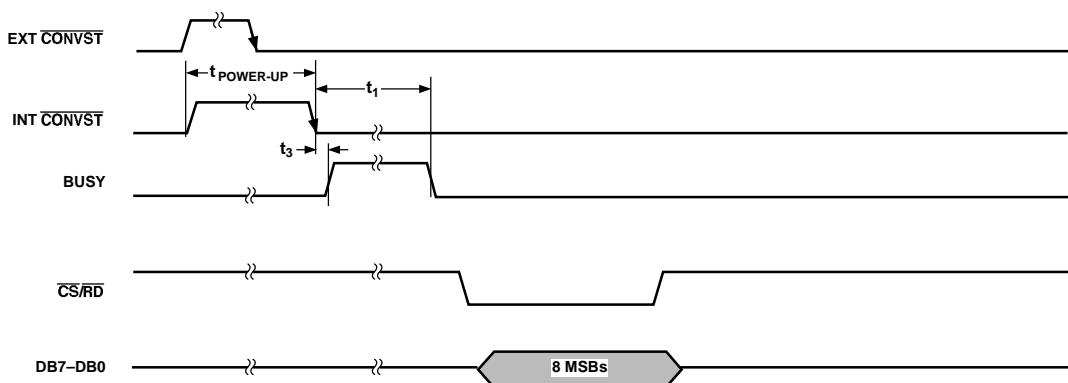 EXT CONVST
t POWER-UP
t1
INT CONVST
t3
BUSY
CS/RD
DB7–DB0
8 MSBs